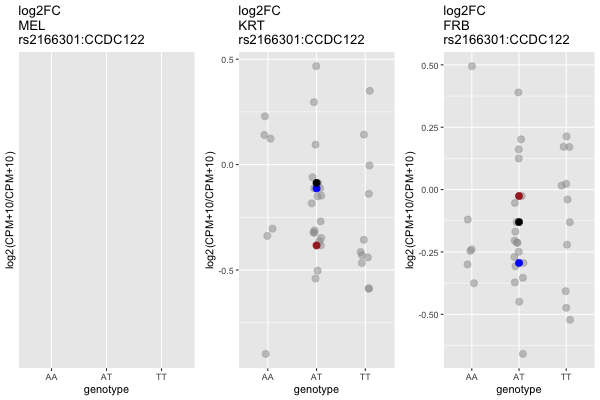 log2FC
MEL
rs2166301:CCDC122
log2(CPM+10/CPM+10)
AA AT TT
genotype
log2FC
KRT
rs2166301:CCDC122
log2(CPM+10/CPM+10)
0.5
0.0
-0.5
AA AT TT
genotype
log2FC
FRB
rs2166301:CCDC122
log2(CPM+10/CPM+10)
0.50
0.25
0.00
-0.25
-0.50
AA AT TT
genotype